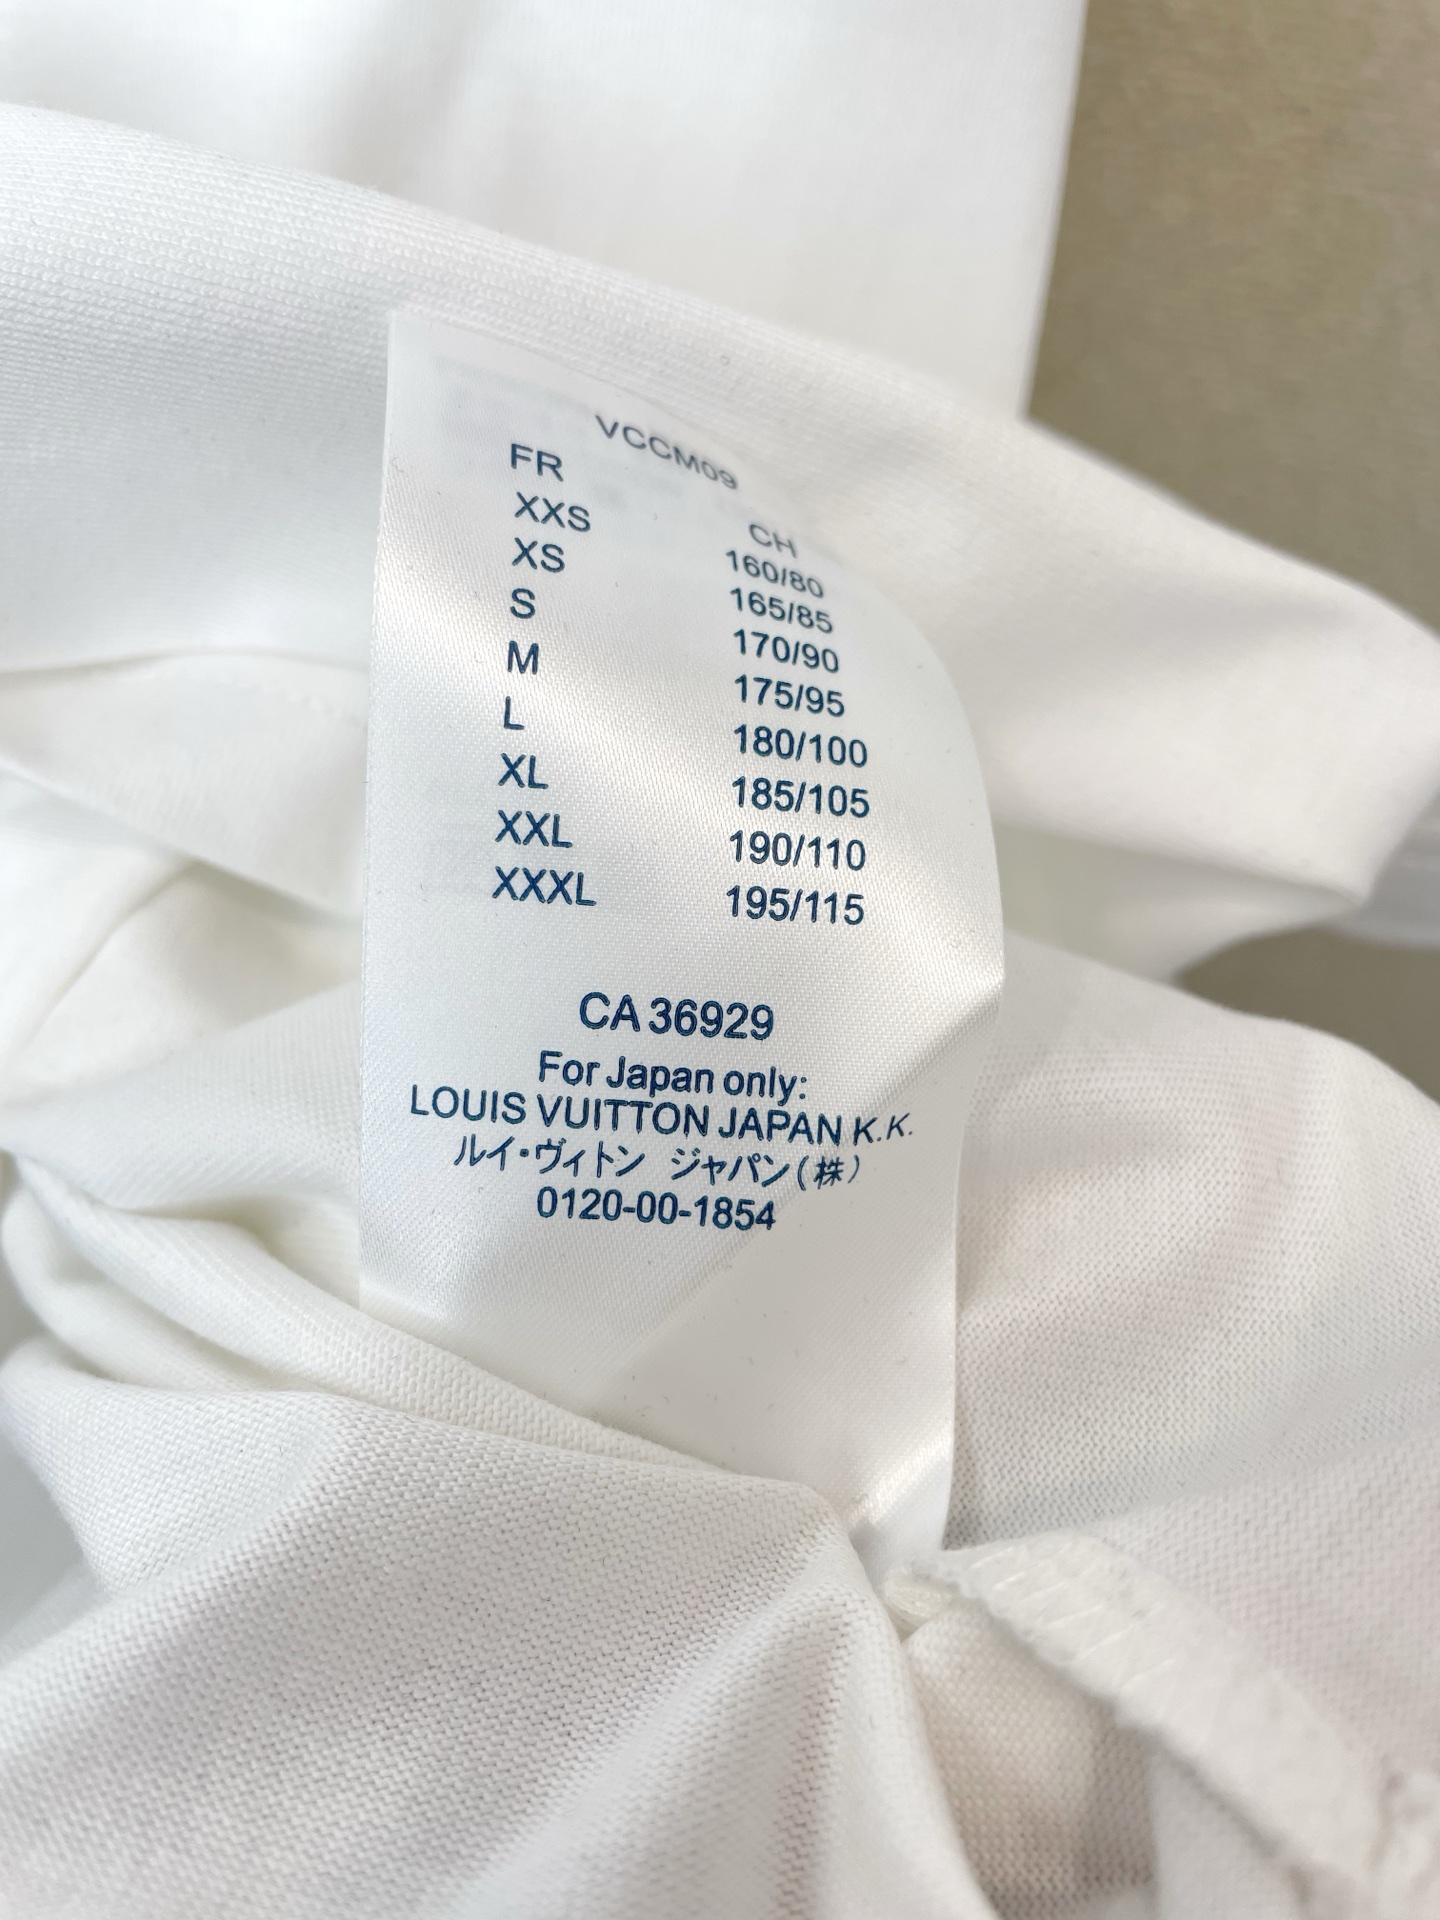 VCCM09
FR CH
XXS 160/80
XS 165/85
S 170/90
M 175/95
L 180/100
XL 185/105
XXL 190/110
XXXL 195/115
CA 36929
For Japan only:
LOUIS VUITTON JAPAN K.K.
ルイ・ヴィトン ジャパン(株)
0120-00-1854